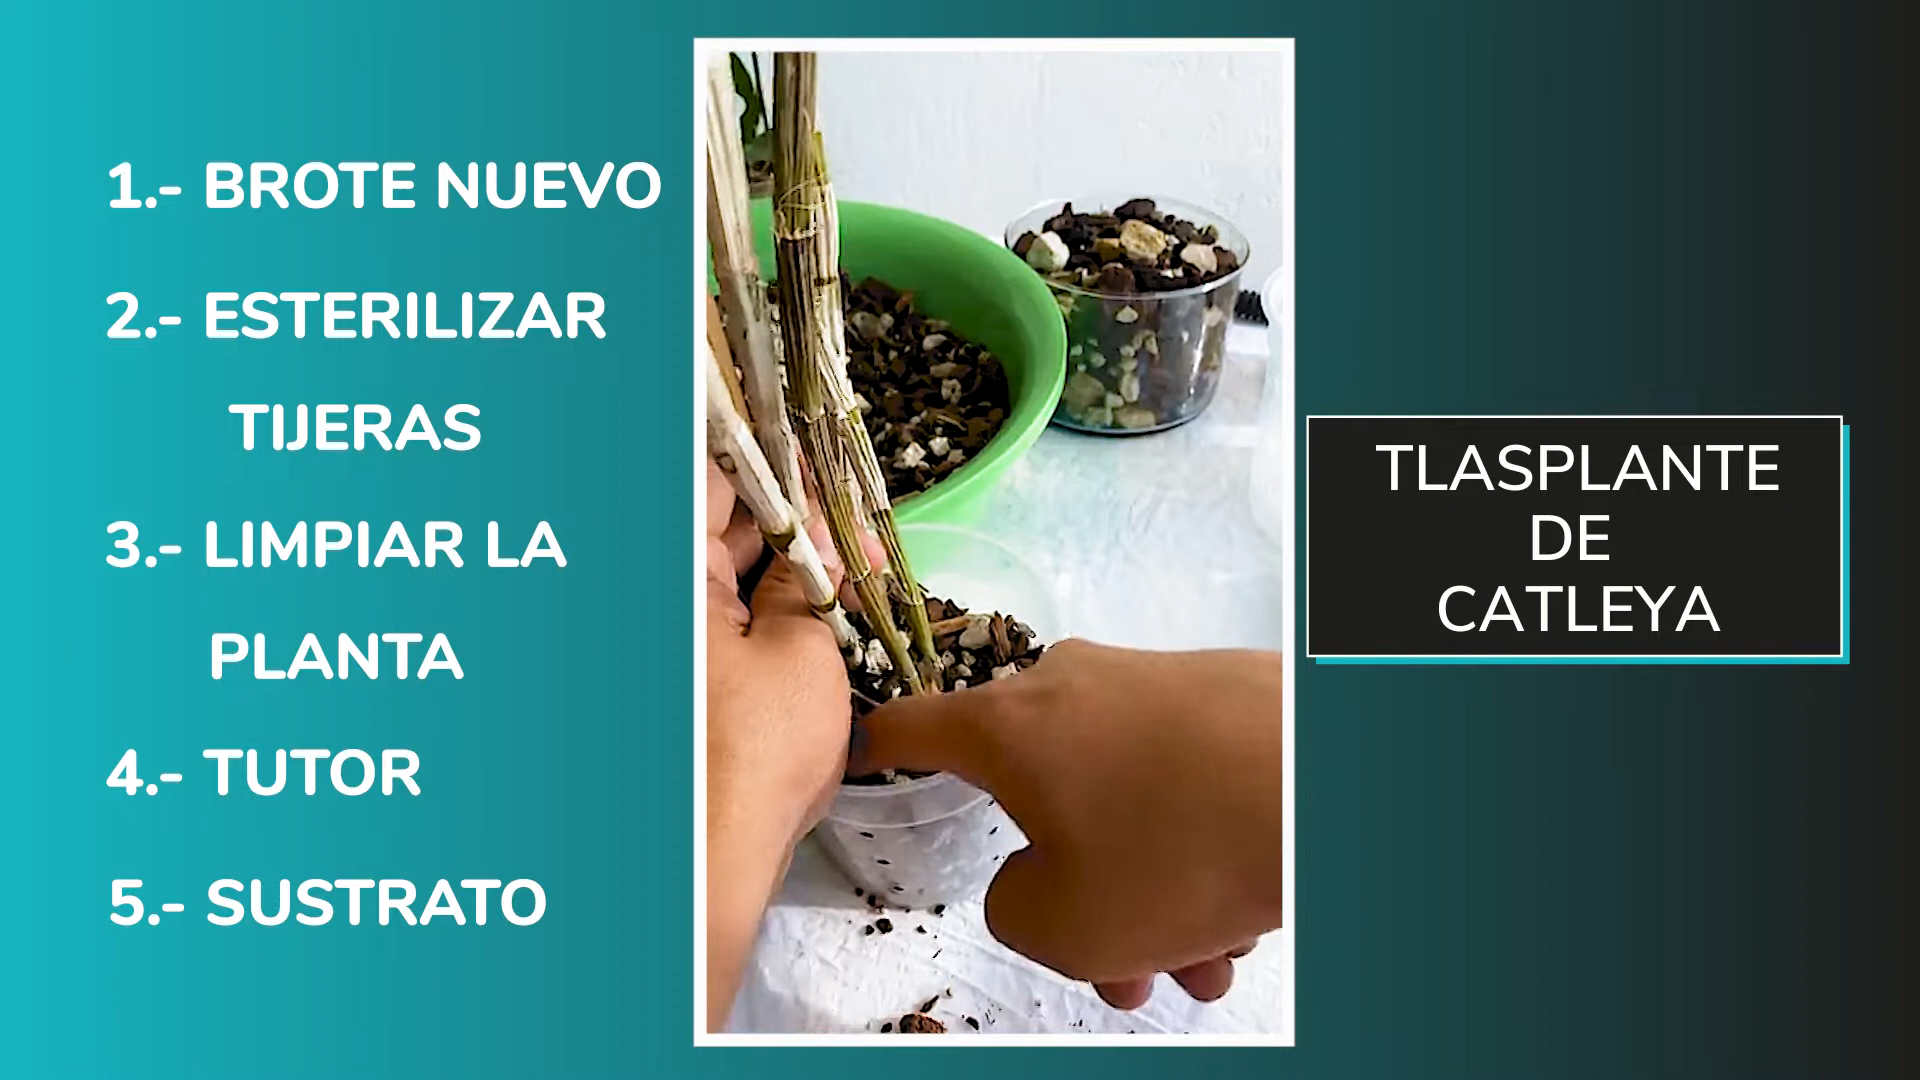 1.- BROTE NUEVO
2.- ESTERILIZAR
TIJERAS
3.- LIMPIAR LA
PLANTA
4.- TUTOR
5.- SUSTRATO
TLASPLANTE
DE
CATLEYA